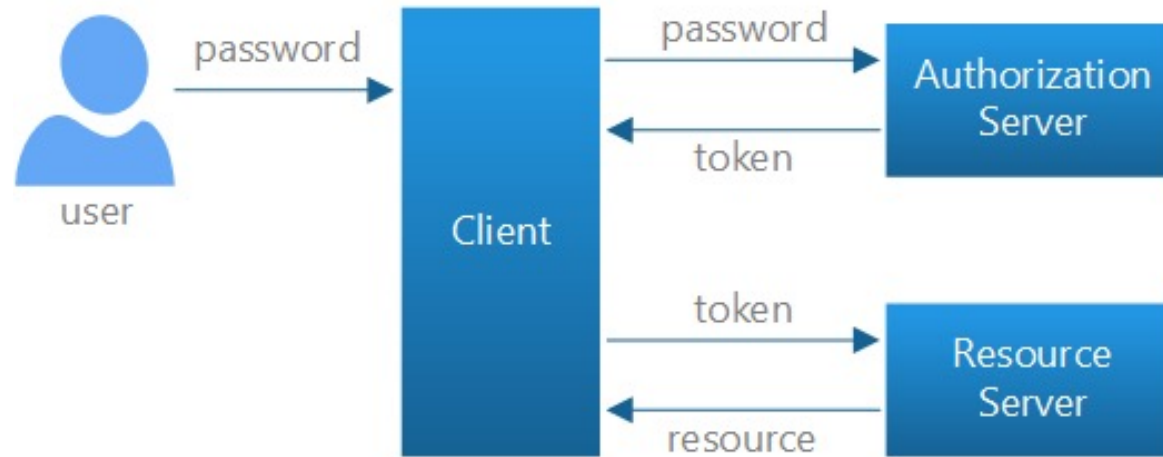 password
user
Client
password
token
Authorization
Server
token
resource
Resource
Server